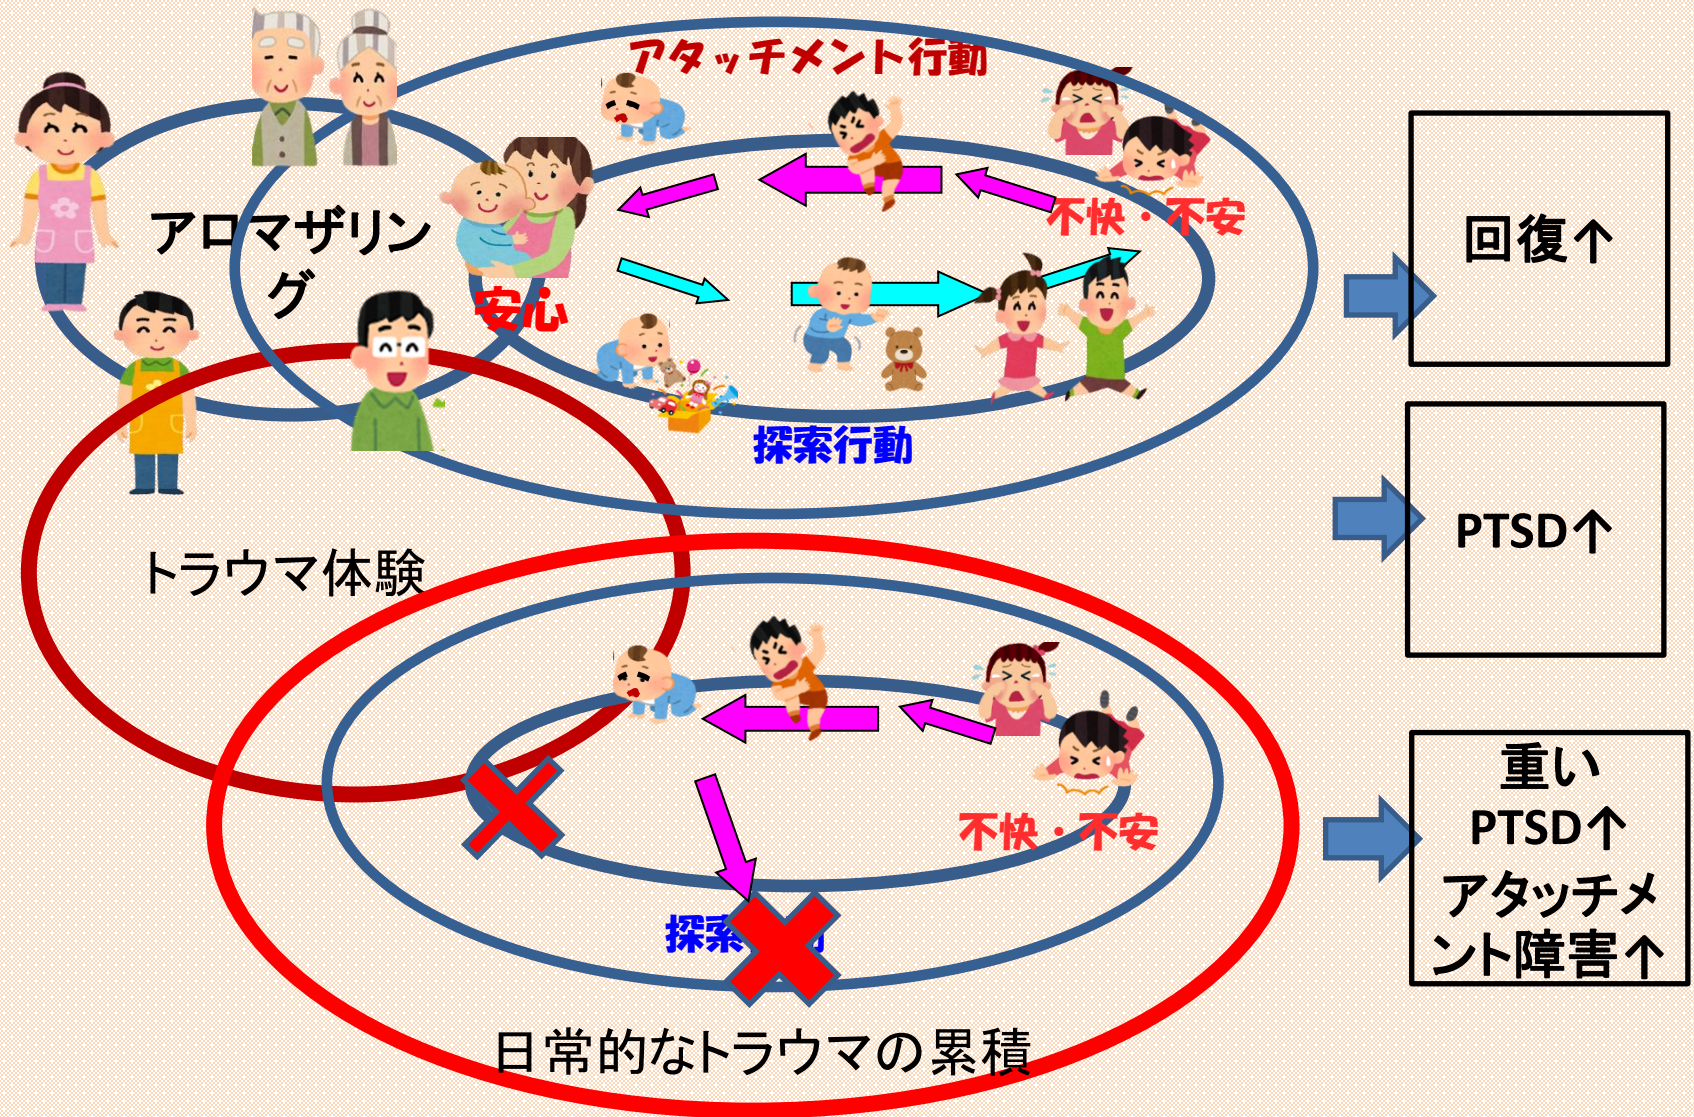 アタッチメント行動
不快・不安
アロマザリン
グ
安心
探索行動
回復↑
トラウマ体験
PTSD↑
不快・不安
探索 動
日常的なトラウマの累積
重い
PTSD↑
アタッチメ
ント障害↑